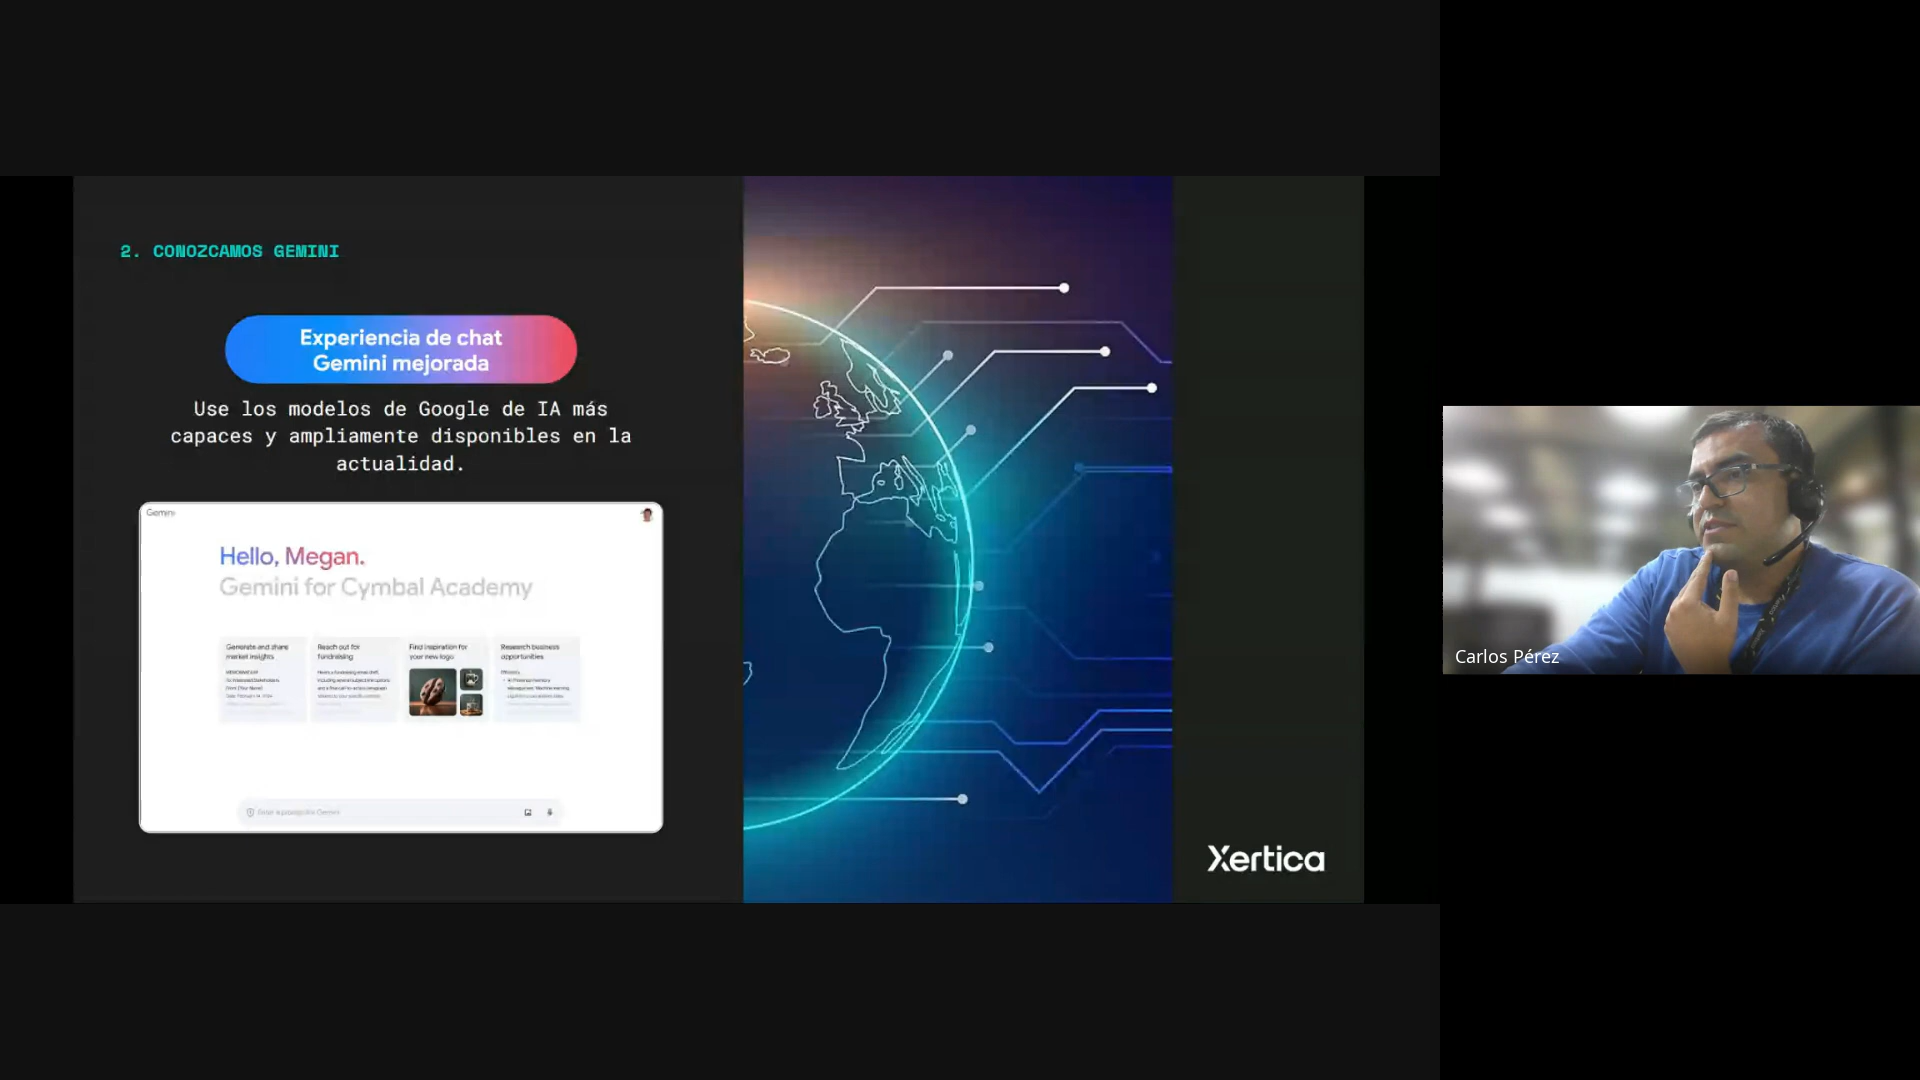 2. CONOZCAMOS GEMINI
Experiencia de chat
Gemini mejorada
Use los modelos de Google de IA más
capaces y ampliamente disponibles en la
actualidad.
Gemini
Hello, Megan.
Gemini for Cymbal Academy
Generate and share
market insights
Reach out for
fundraising
Find inspiration for
your new logo
Research business
opportunities
Xertica
Carlos Pérez